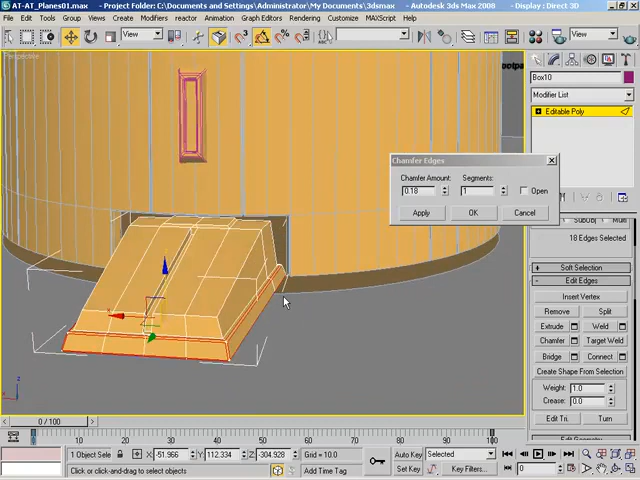 AT-AT_Planes01.max - Project Folder: C:\Documents and Settings\My Documents\3dsmax - Autodesk 3ds Max 2008 - Display : Direct 3D
File Edit Tools Group Views Create Modifiers reactor Animation Graph Editors Rendering Customize MAXScript Help
View
View
Perspective
Box10
Modifier List
Editable Poly
Chamfer Edges
Chamfer Amount: Segments:
0.18 1 Open
Apply OK Cancel
18 Edges Selected
+ Soft Selection
- Edit Edges
Insert Vertex
Remove Split
Extrude Weld
Chamfer Target Weld
Bridge Connect
Create Shape From Selection
Weight: 1.0
Crease: 0.0
Edit Tri. Turn
+ Edit Geometry
0 / 100
0 10 20 30 40 50 60 70 80 90 100
1 Object Selec X: -51.966 Y: 112.334 Z: -304.928 Grid = 10.0 Auto Key Selected
Click or click-and-drag to select objects Add Time Tag Set Key Key Filters... 0